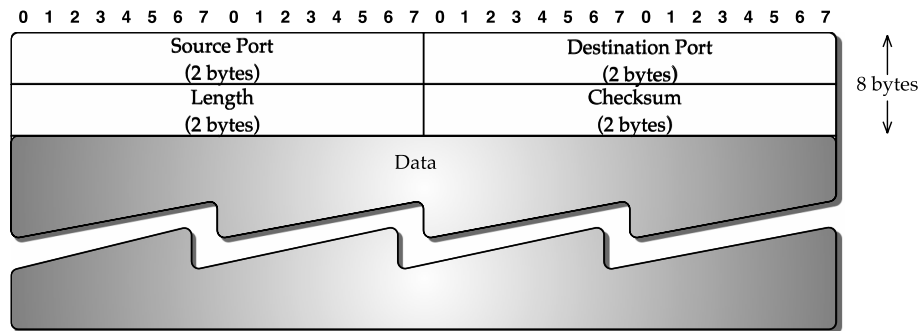 0 1 2 3 4 5 6 7 0 1 2 3 4 5 6 7 0 1 2 3 4 5 6 7 0 1 2 3 4 5 6 7
Source Port
(2 bytes)
Destination Port
(2 bytes)
8 bytes
Length
(2 bytes)
Checksum
(2 bytes)
Data